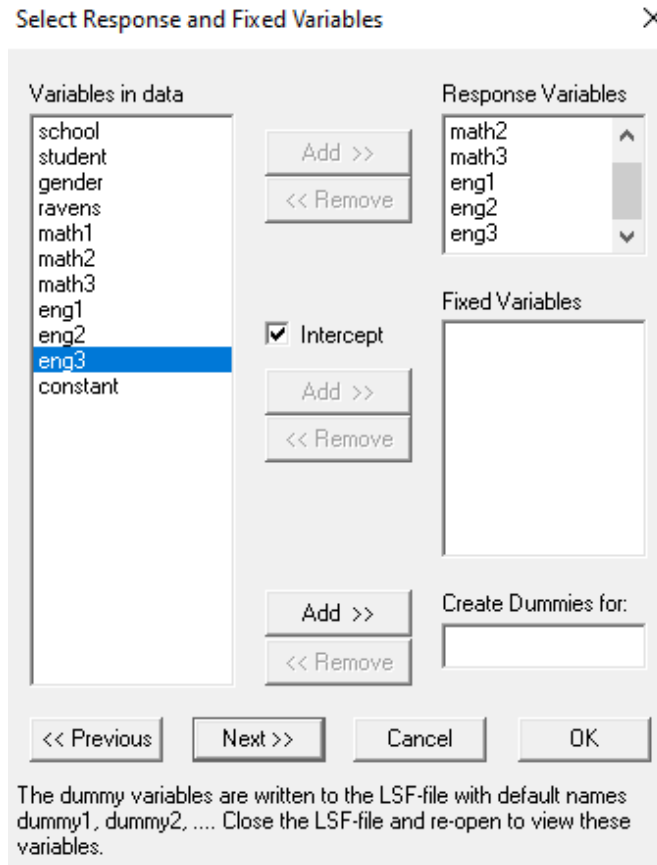 Select Response and Fixed Variables
Variables in data
school
student
gender
ravens
math1
math2
math3
eng1
eng2
eng3
constant
Add >>
<< Remove
Response Variables
math2
math3
eng1
eng2
eng3
Intercept
Add >>
<< Remove
Fixed Variables
Add >>
<< Remove
Create Dummies for:
<< Previous
Next >>
Cancel
OK
The dummy variables are written to the LSF-file with default names
dummy1, dummy2, .... Close the LSF-file and re-open to view these
variables.